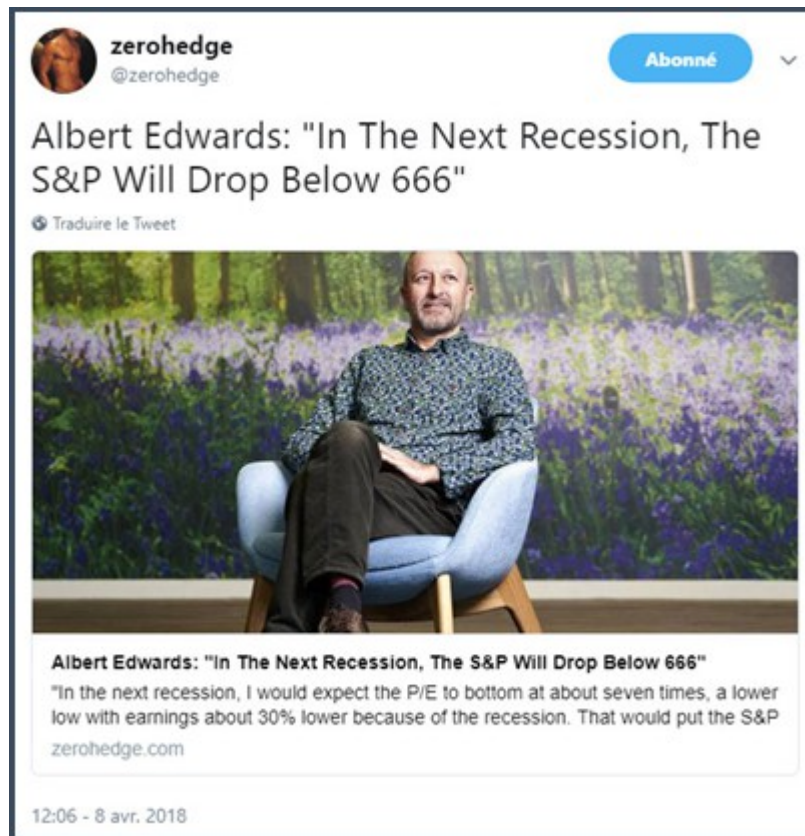 zerohedge
@zerohedge
Abonné
Albert Edwards: "In The Next Recession, The
S&P Will Drop Below 666"
Traduire le Tweet
Albert Edwards: "In The Next Recession, The S&P Will Drop Below 666"
"In the next recession, I would expect the P/E to bottom at about seven times, a lower
low with earnings about 30% lower because of the recession. That would put the S&P
zerohedge.com
12:06 - 8 avr. 2018